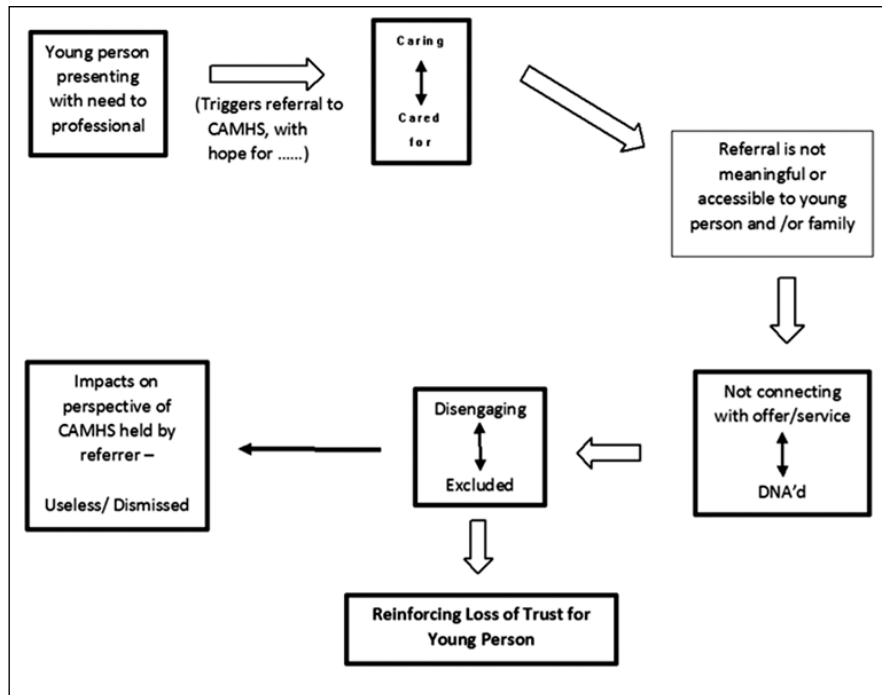 Young person
presenting
with need to
professional
(Triggers referral to
CAMHS, with
hope for ......)
Caring
Cared
for
Referral is not
meaningful or
accessible to young
person and /or family
Not connecting
with offer/service
DNA'd
Disengaging
Excluded
Impacts on
perspective of
CAMHS held by
referrer –
Useless/ Dismissed
Reinforcing Loss of Trust for
Young Person